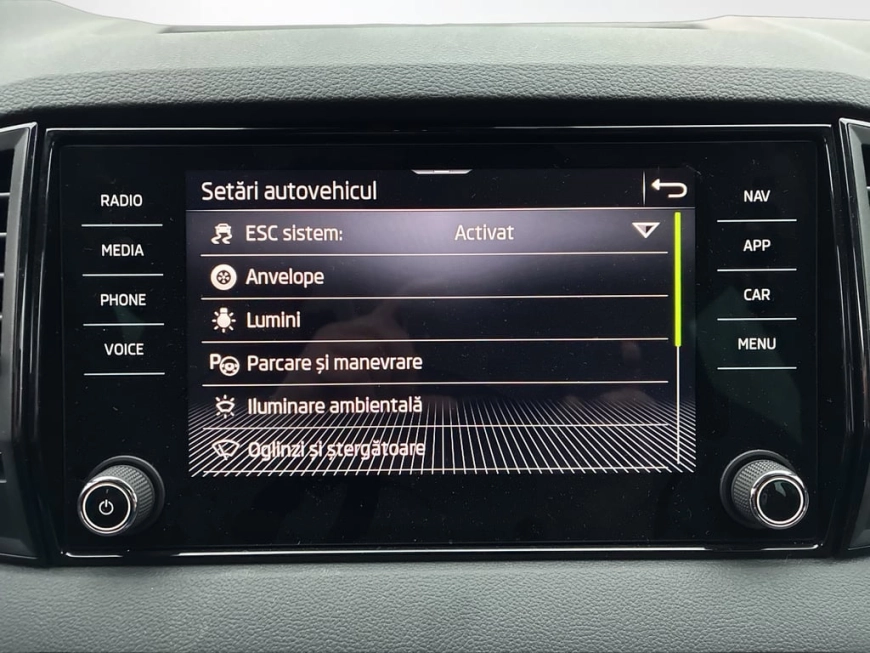 Setări autovehicul
RADIO
MEDIA
PHONE
VOICE
ESC sistem: Activat
Anvelope
Lumini
P Parcare și manevrare
Iluminare ambientală
Oglinzi și ștergătoare
NAV
APP
CAR
MENU